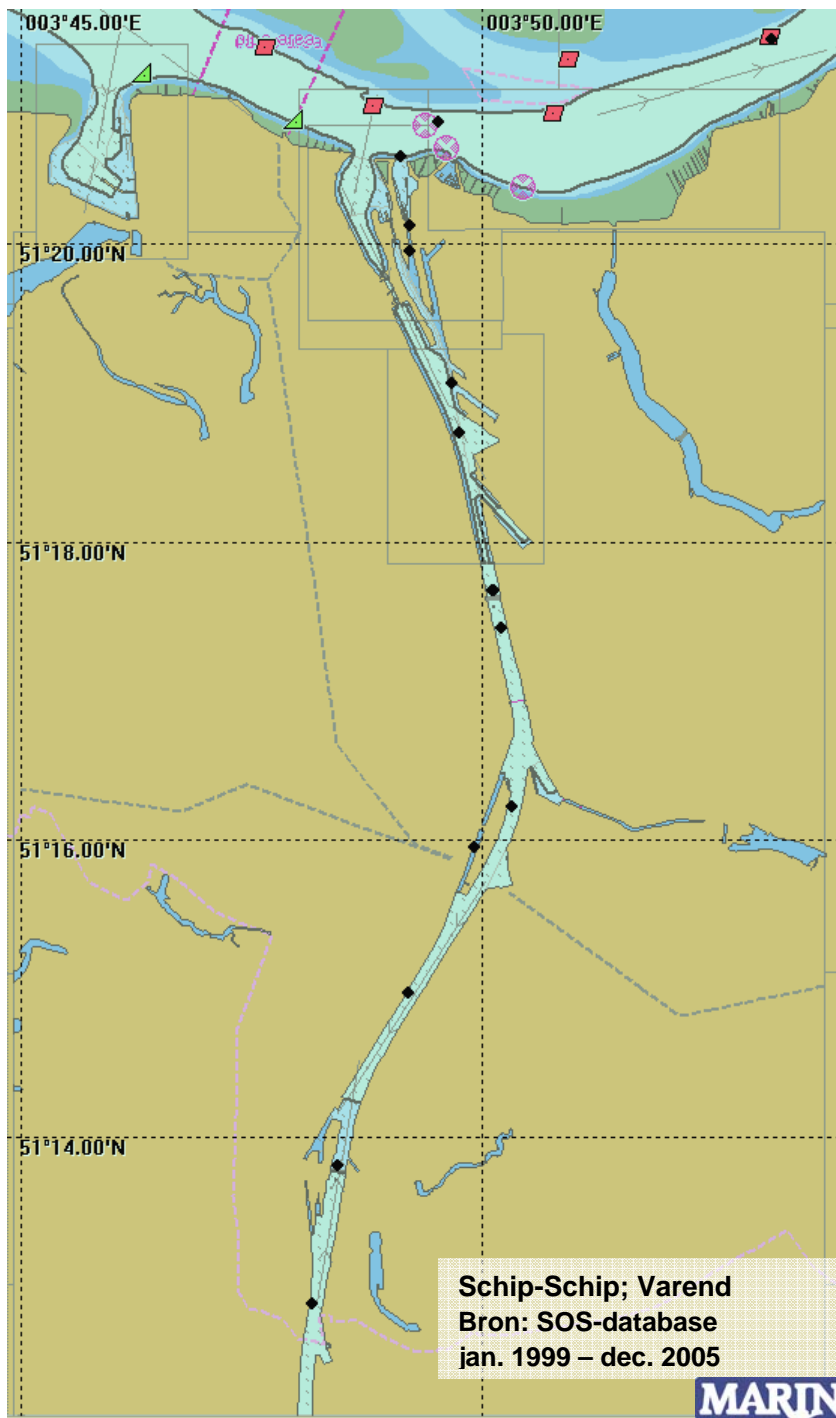 003°45.00'E
003°50.00'E
51°20.00'N
51°18.00'N
51°16.00'N
51°14.00'N
Schip-Schip; Varend
Bron: SOS-database
jan. 1999 – dec. 2005
MARIN